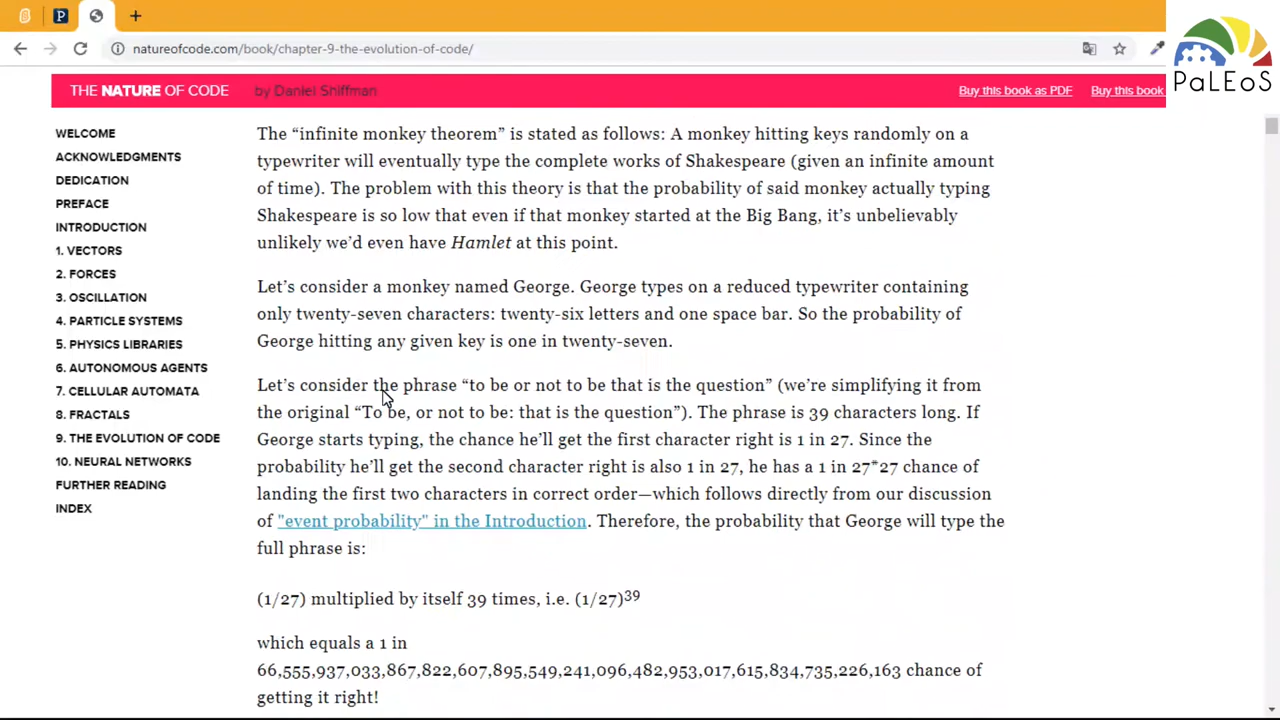 natureofcode.com/book/chapter-9-the-evolution-of-code/
PaLEoS
THE NATURE OF CODE by Daniel Shiffman Buy this book as PDF Buy this book
WELCOME
ACKNOWLEDGMENTS
DEDICATION
PREFACE
INTRODUCTION
1. VECTORS
2. FORCES
3. OSCILLATION
4. PARTICLE SYSTEMS
5. PHYSICS LIBRARIES
6. AUTONOMOUS AGENTS
7. CELLULAR AUTOMATA
8. FRACTALS
9. THE EVOLUTION OF CODE
10. NEURAL NETWORKS
FURTHER READING
INDEX
The “infinite monkey theorem” is stated as follows: A monkey hitting keys randomly on a
typewriter will eventually type the complete works of Shakespeare (given an infinite amount
of time). The problem with this theory is that the probability of said monkey actually typing
Shakespeare is so low that even if that monkey started at the Big Bang, it’s unbelievably
unlikely we’d even have Hamlet at this point.
Let’s consider a monkey named George. George types on a reduced typewriter containing
only twenty-seven characters: twenty-six letters and one space bar. So the probability of
George hitting any given key is one in twenty-seven.
Let’s consider the phrase “to be or not to be that is the question” (we’re simplifying it from
the original “To be, or not to be: that is the question”). The phrase is 39 characters long. If
George starts typing, the chance he’ll get the first character right is 1 in 27. Since the
probability he’ll get the second character right is also 1 in 27, he has a 1 in 27*27 chance of
landing the first two characters in correct order—which follows directly from our discussion
of "event probability" in the Introduction. Therefore, the probability that George will type the
full phrase is:
(1/27) multiplied by itself 39 times, i.e. (1/27)39
which equals a 1 in
66,555,937,033,867,822,607,895,549,241,096,482,953,017,615,834,735,226,163 chance of
getting it right!